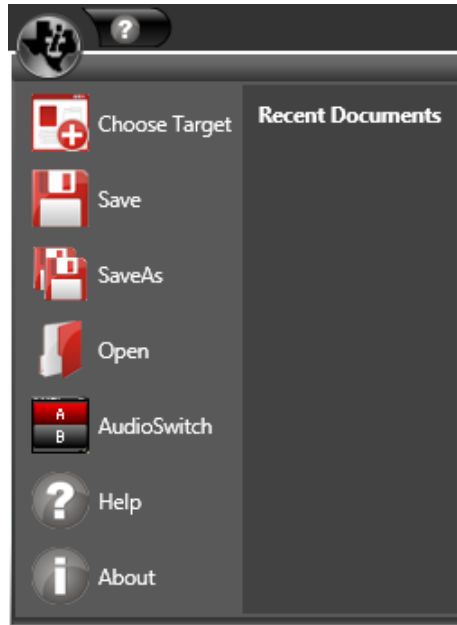 ?
Choose Target
Recent Documents
Save
SaveAs
Open
A
B
AudioSwitch
?
Help
i
About